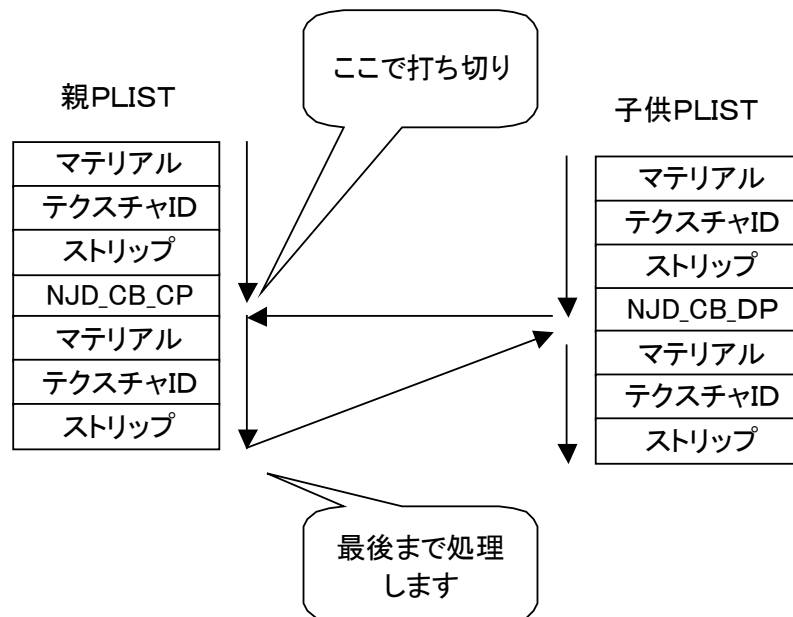 ここで打ち切り
親PLIST
マテリアル
テクスチャID
ストリップ
NJD_CB_CP
マテリアル
テクスチャID
ストリップ
子供PLIST
マテリアル
テクスチャID
ストリップ
NJD_CB_DP
マテリアル
テクスチャID
ストリップ
最後まで処理
します